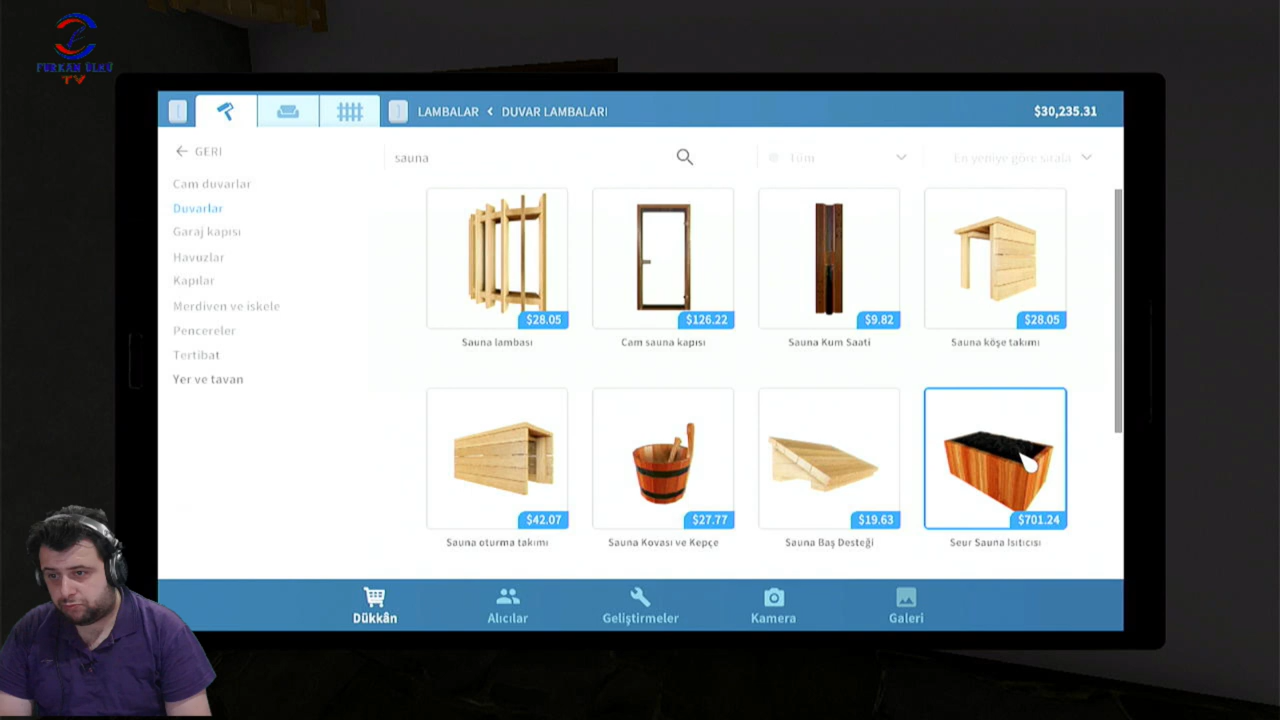 FURKAN ÜLKÜ
TV
[
]
LAMBALAR < DUVAR LAMBALARI
$30,235.31
← GERI
sauna
Tüm
En yeniye göre sırala
Cam duvarlar
Duvarlar
Garaj kapısı
Havuzlar
Kapılar
Merdiven ve iskele
Pencereler
Tertibat
Yer ve tavan
$28.05
$126.22
$9.82
$28.05
Sauna lambası
Cam sauna kapısı
Sauna Kum Saati
Sauna köşe takımı
$42.07
$27.77
$19.63
$701.24
Sauna oturma takımı
Sauna Kovası ve Kepçe
Sauna Baş Desteği
Seur Sauna Isıtıcısı
Dükkân
Alıcılar
Geliştirmeler
Kamera
Galeri